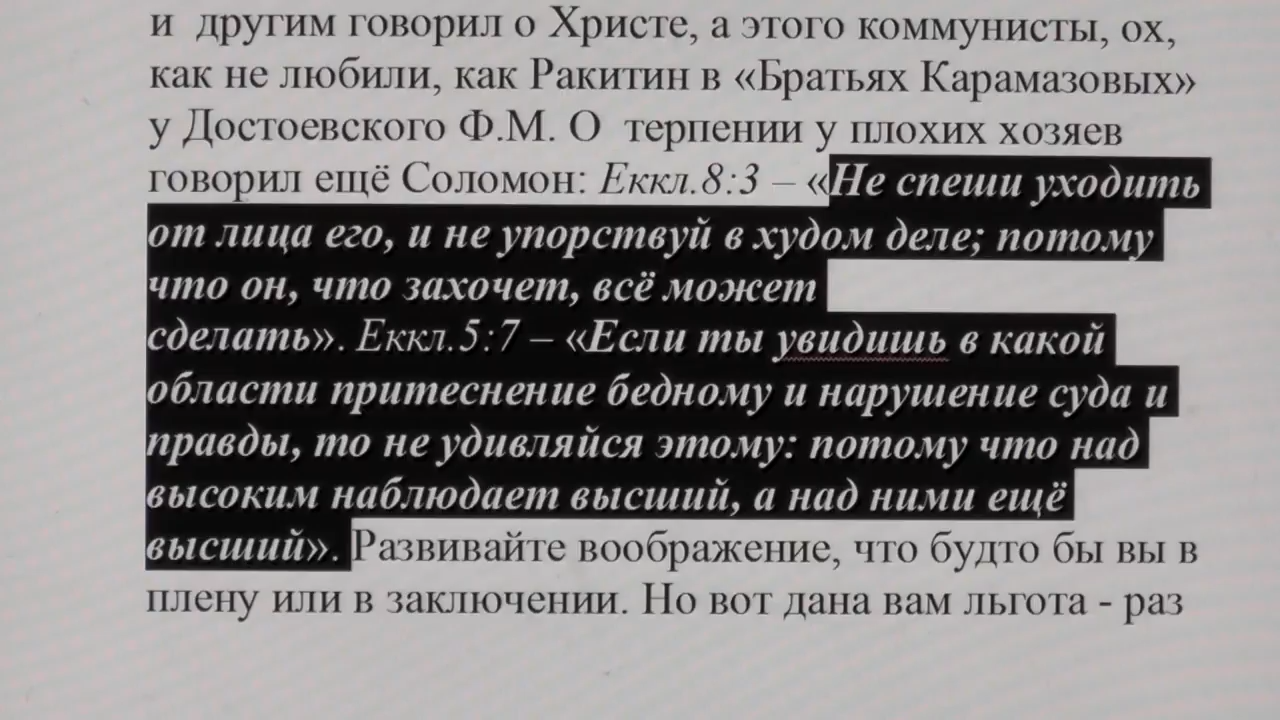 и  другим говорил о Христе, а этого коммунисты, ох,
как не любили, как Ракитин в «Братьях Карамазовых»
у Достоевского Ф.М. О  терпении у плохих хозяев
говорил ещё Соломон: Еккл.8:3 – «Не спеши уходить
от лица его, и не упорствуй в худом деле; потому
что он, что захочет, всё может
сделать». Еккл.5:7 – «Если ты увидишь в какой
области притеснение бедному и нарушение суда и
правды, то не удивляйся этому: потому что над
высоким наблюдает высший, а над ними ещё
высший». Развивайте воображение, что будто бы вы в
плену или в заключении. Но вот дана вам льгота - раз